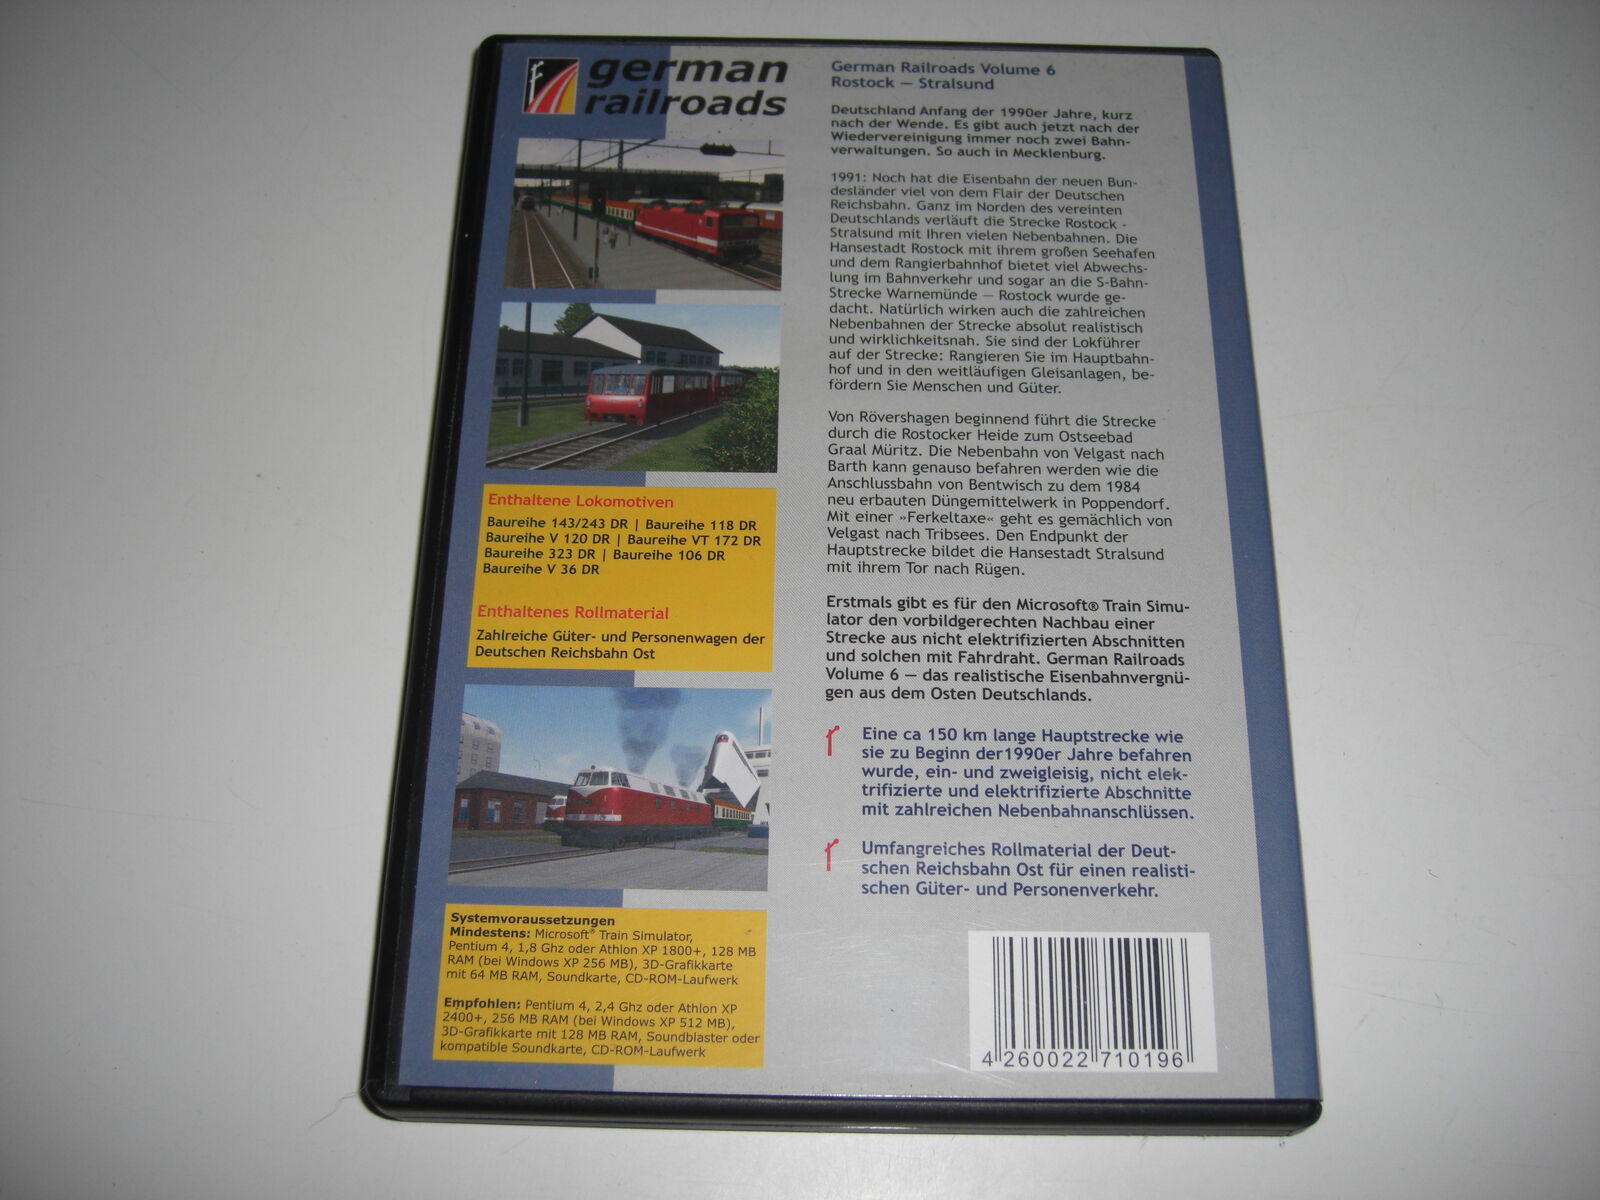 german
railroads
Enthaltene Lokomotiven
Baureihe 143/243 DR | Baureihe 118 DR
Baureihe V 120 DR | Baureihe VT 172 DR
Baureihe 323 DR | Baureihe 106 DR
Baureihe V 36 DR
Enthaltenes Rollmaterial
Zahlreiche Güter- und Personenwagen der
Deutschen Reichsbahn Ost
Systemvoraussetzungen
Mindestens: Microsoft® Train Simulator,
Pentium 4, 1,8 Ghz oder Athlon XP 1800+, 128 MB
RAM (bei Windows XP 256 MB), 3D-Grafikkarte
mit 64 MB RAM, Soundkarte, CD-ROM-Laufwerk
Empfohlen: Pentium 4, 2,4 Ghz oder Athlon XP
2400+, 256 MB RAM (bei Windows XP 512 MB),
3D-Grafikkarte mit 128 MB RAM, Soundblaster oder
kompatible Soundkarte, CD-ROM-Laufwerk
German Railroads Volume 6
Rostock — Stralsund
Deutschland Anfang der 1990er Jahre, kurz
nach der Wende. Es gibt auch jetzt nach der
Wiedervereinigung immer noch zwei Bahn-
verwaltungen. So auch in Mecklenburg.
1991: Noch hat die Eisenbahn der neuen Bun-
desländer viel von dem Flair der Deutschen
Reichsbahn. Ganz im Norden des vereinten
Deutschlands verläuft die Strecke Rostock -
Stralsund mit Ihren vielen Nebenbahnen. Die
Hansestadt Rostock mit ihrem großen Seehafen
und dem Rangierbahnhof bietet viel Abwechs-
lung im Bahnverkehr und sogar an die S-Bahn-
Strecke Warnemünde — Rostock wurde ge-
dacht. Natürlich wirken auch die zahlreichen
Nebenbahnen der Strecke absolut realistisch
und wirklichkeitsnah. Sie sind der Lokführer
auf der Strecke: Rangieren Sie im Hauptbahn-
hof und in den weitläufigen Gleisanlagen, be-
fördern Sie Menschen und Güter.
Von Rövershagen beginnend führt die Strecke
durch die Rostocker Heide zum Ostseebad
Graal Müritz. Die Nebenbahn von Velgast nach
Barth kann genauso befahren werden wie die
Anschlussbahn von Bentwisch zu dem 1984
neu erbauten Düngemittelwerk in Poppendorf.
Mit einer »Ferkeltaxe« geht es gemächlich von
Velgast nach Tribsees. Den Endpunkt der
Hauptstrecke bildet die Hansestadt Stralsund
mit ihrem Tor nach Rügen.
Erstmals gibt es für den Microsoft® Train Simu-
lator den vorbildgerechten Nachbau einer
Strecke aus nicht elektrifizierten Abschnitten
und solchen mit Fahrdraht. German Railroads
Volume 6 — das realistische Eisenbahnvergnü-
gen aus dem Osten Deutschlands.
Eine ca 150 km lange Hauptstrecke wie
sie zu Beginn der1990er Jahre befahren
wurde, ein- und zweigleisig, nicht elek-
trifizierte und elektrifizierte Abschnitte
mit zahlreichen Nebenbahnanschlüssen.
Umfangreiches Rollmaterial der Deut-
schen Reichsbahn Ost für einen realisti-
schen Güter- und Personenverkehr.
4 260022 710196